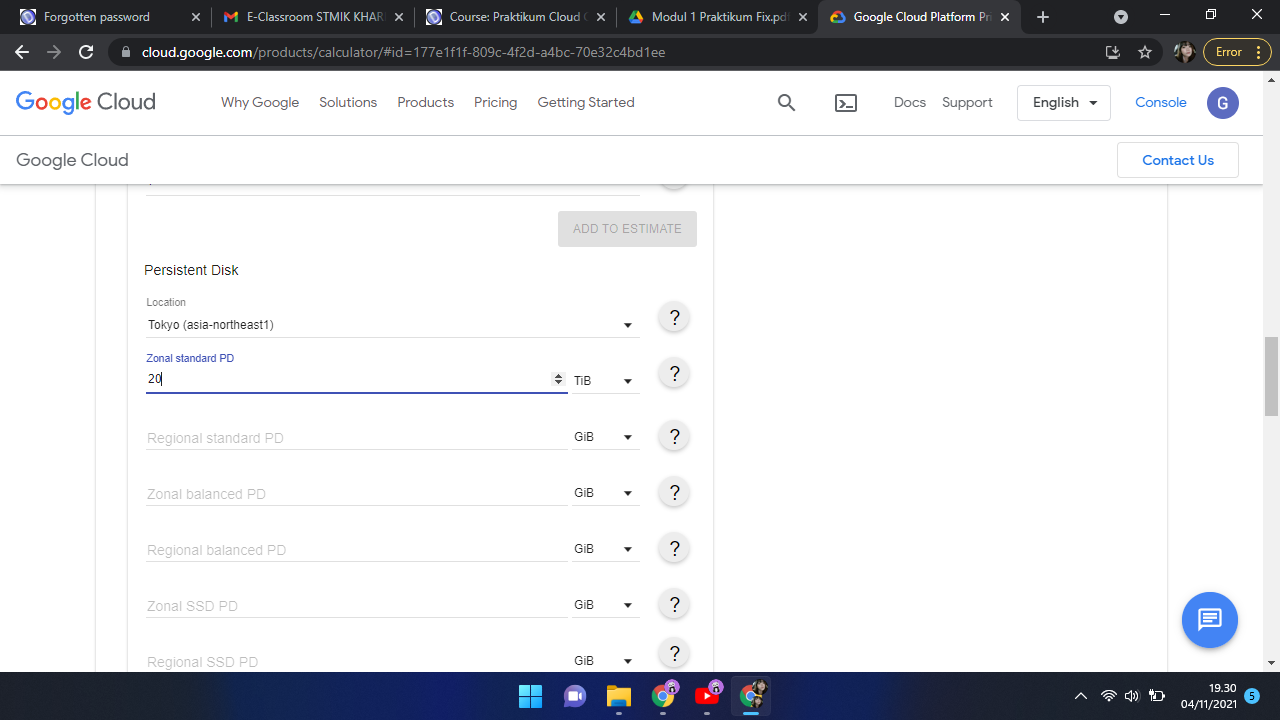 Forgotten password
E-Classroom STMIK KHAR
Course: Praktikum Cloud C
Modul 1 Praktikum Fix.pdf
Google Cloud Platform Pri
cloud.google.com/products/calculator/#id=177e1f1f-809c-4f2d-a4bc-70e32c4bd1ee
Error
Google Cloud
Why Google
Solutions
Products
Pricing
Getting Started
Docs
Support
English
Console
G
Google Cloud
Contact Us
ADD TO ESTIMATE
Persistent Disk
Location
Tokyo (asia-northeast1)
?
Zonal standard PD
20
TiB
?
Regional standard PD
GiB
?
Zonal balanced PD
GiB
?
Regional balanced PD
GiB
?
Zonal SSD PD
GiB
?
Regional SSD PD
GiB
?
19.30
04/11/2021
5